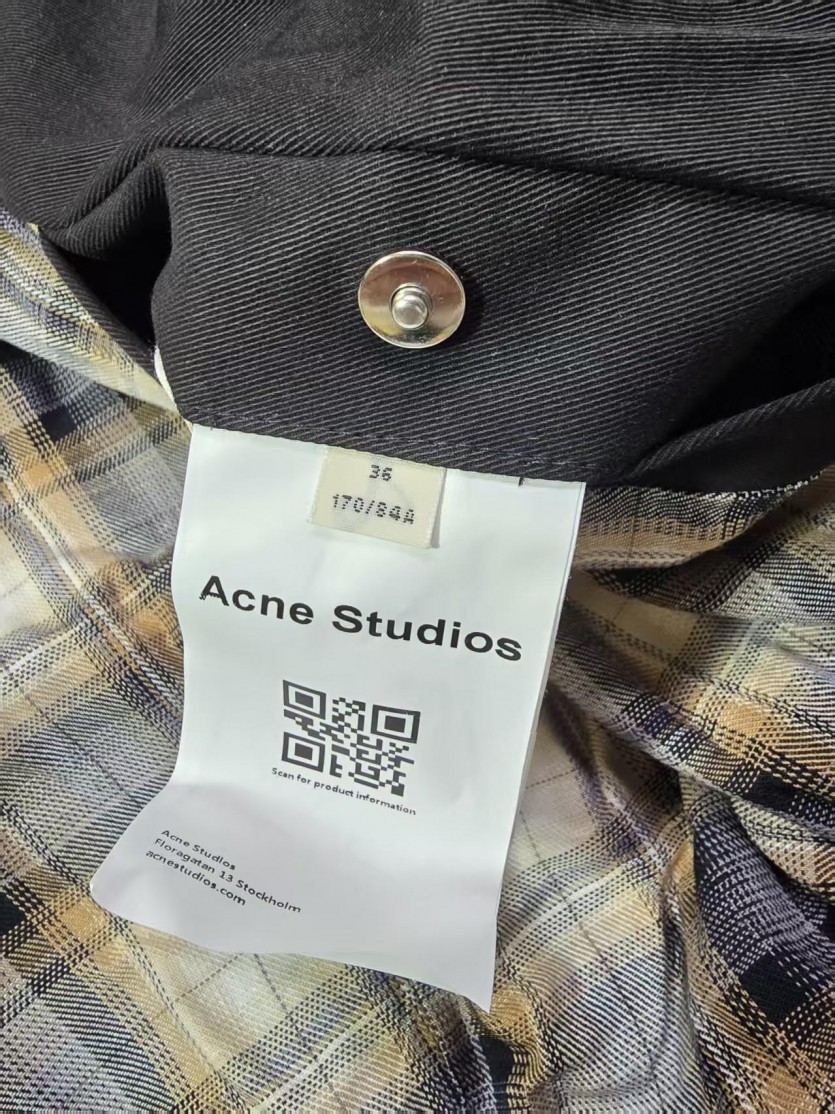 36
170/84A
Acne Studios
Scan for product information
Acne Studios
Floragatan 13 Stockholm
acnestudios.com